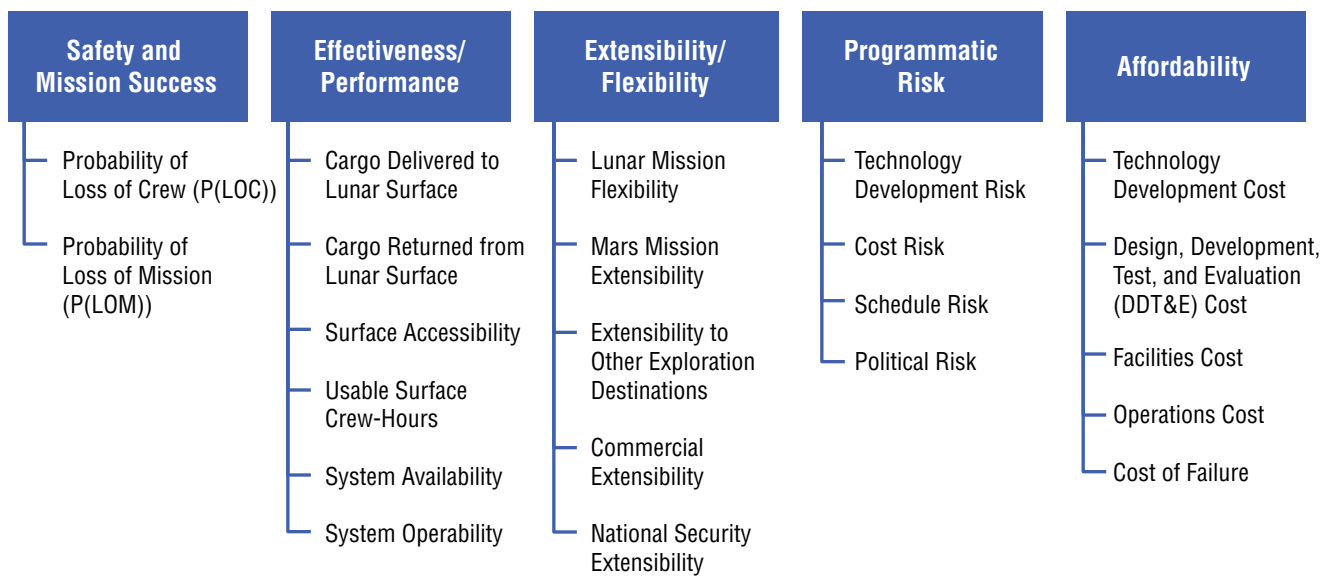 Safety and
Mission Success
Probability of
Loss of Crew (P(LOC))
Probability of
Loss of Mission
(P(LOM))
Effectiveness/
Performance
Cargo Delivered to
Lunar Surface
Cargo Returned from
Lunar Surface
Surface Accessibility
Usable Surface
Crew-Hours
System Availability
System Operability
Extensibility/
Flexibility
Lunar Mission
Flexibility
Mars Mission
Extensibility
Extensibility to
Other Exploration
Destinations
Commercial
Extensibility
National Security
Extensibility
Programmatic
Risk
Technology
Development Risk
Cost Risk
Schedule Risk
Political Risk
Affordability
Technology
Development Cost
Design, Development,
Test, and Evaluation
(DDT&E) Cost
Facilities Cost
Operations Cost
Cost of Failure